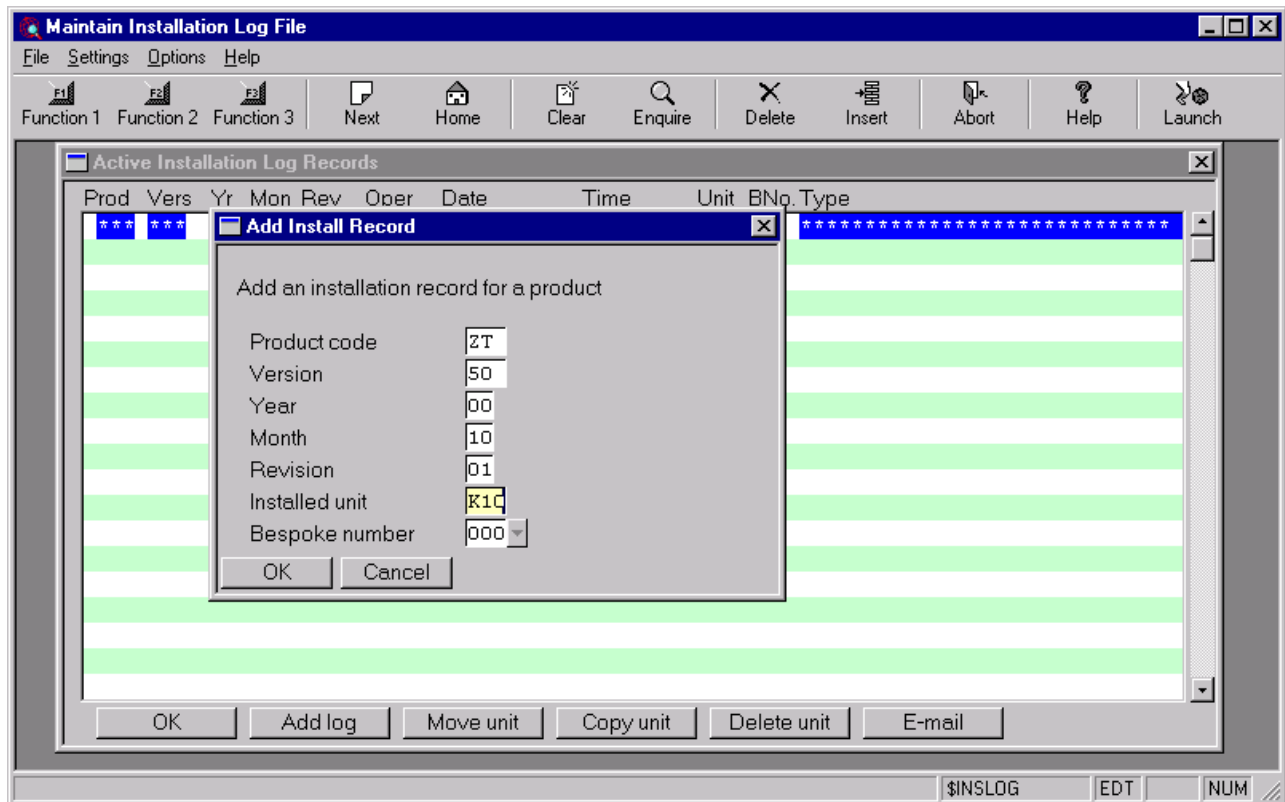 Maintain Installation Log File
File Settings Options Help
F1 F2 F3
Function 1 Function 2 Function 3 Next Home Clear Enquire Delete Insert Abort Help Launch
Active Installation Log Records
Prod Vers Yr Mon Rev Oper Date Time Unit BNo. Type
*** *** *****************************
Add Install Record
Add an installation record for a product
Product code ZT
Version 50
Year 00
Month 10
Revision 01
Installed unit K1C
Bespoke number 000
OK Cancel
OK Add log Move unit Copy unit Delete unit E-mail
$INSLOG EDT NUM